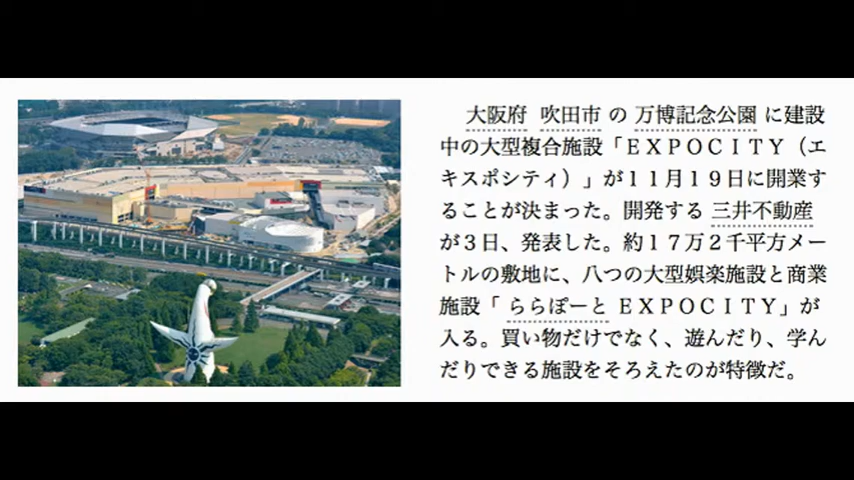 大阪府 吹田市 の 万博記念公園 に建設
中の大型複合施設「ＥＸＰＯＣＩＴＹ（エ
キスポシティ）」が１１月１９日に開業す
ることが決まった。開発する 三井不動産
が３日、発表した。約１７万２千平方メー
トルの敷地に、八つの大型娯楽施設と商業
施設「 ららぽーと ＥＸＰＯＣＩＴＹ」が
入る。買い物だけでなく、遊んだり、学ん
だりできる施設をそろえたのが特徴だ。